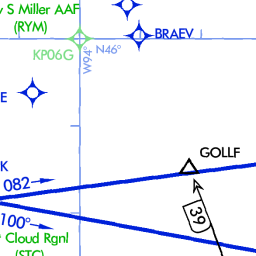 S Miller AAF
(RYM)
BRAEV
KP06G
N46°
W94°
E
GOLLF
K
082
39
100°
Cloud Rgnl
(STC)